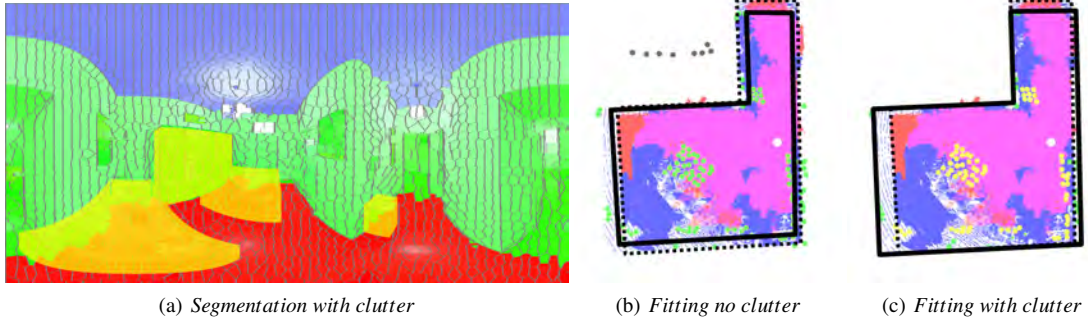 (a) Segmentation with clutter
(b) Fitting no clutter
(c) Fitting with clutter